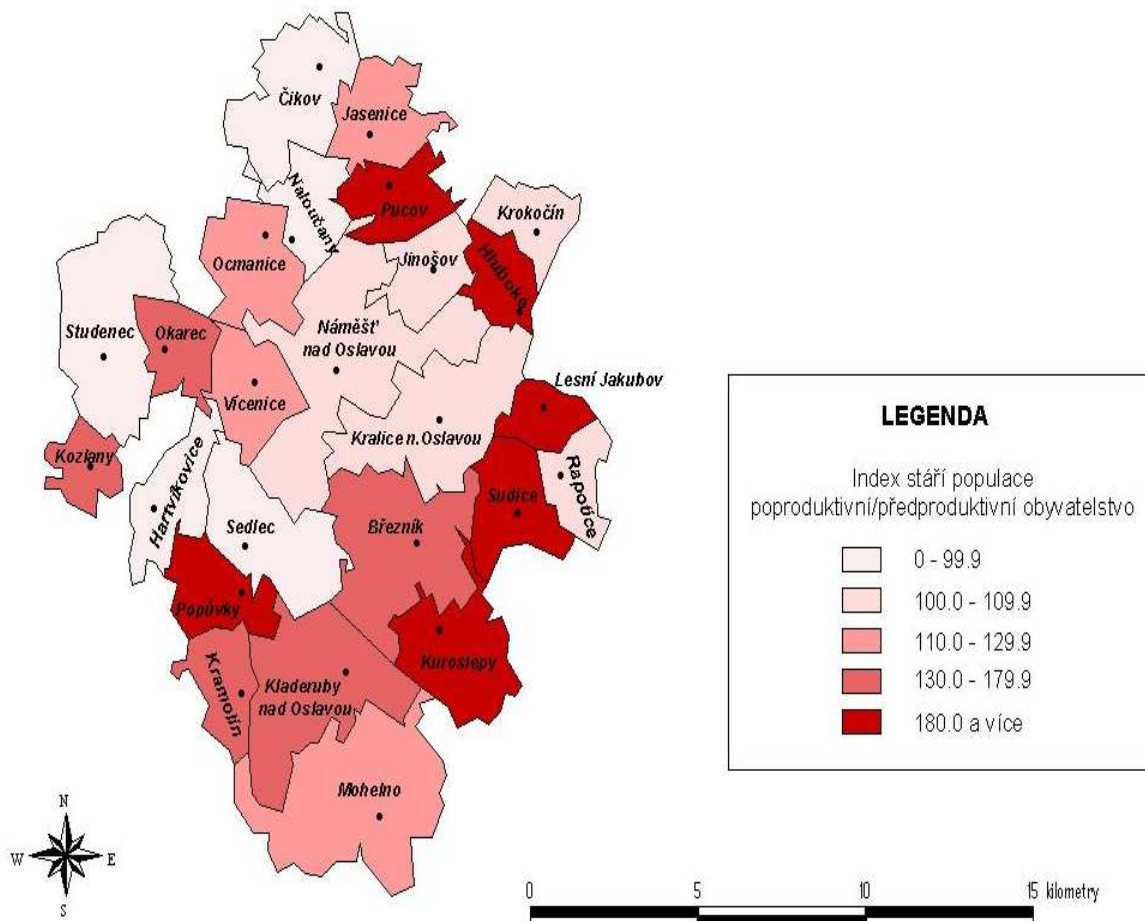 Čikov
Jasenice
Naloučany
Pucov
Krokočín
Ocmanice
Jinošov
Hluboké
Studenec
Okarec
Náměšť
nad Oslavou
Vícenice
Lesní Jakubov
Kralice n. Oslavou
Kozlany
Hartvíkovice
Sedlec
Březník
Sudice
Rapotice
Popůvky
Kuroslepy
Kramolín
Kladeruby
nad Oslavou
Mohelno
LEGENDA
Index stáří populace
poproduktivní/předproduktivní obyvatelstvo
0 - 99.9
100.0 - 109.9
110.0 - 129.9
130.0 - 179.9
180.0 a více
N
W E
S
0 5 10 15 kilometry